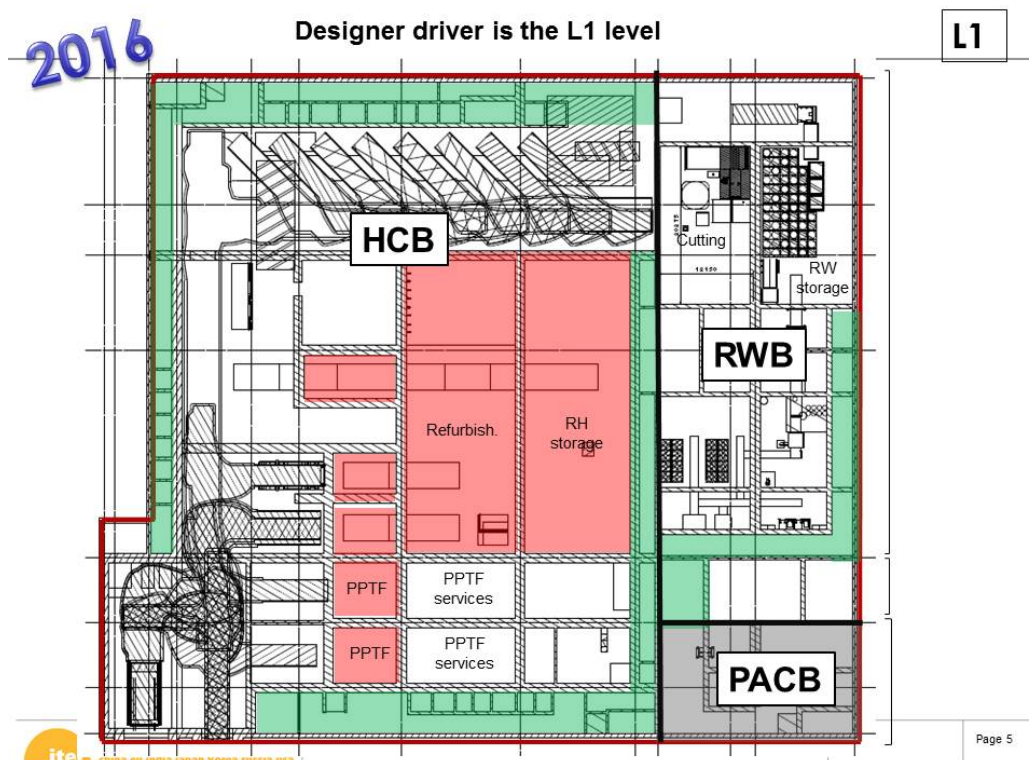 2016
Designer driver is the L1 level
L1
HCB
Cutting
18150
RW
storage
RWB
Refurbish.
RH
storage
PPTF
PPTF
services
PPTF
PPTF
services
PACB
Page 5